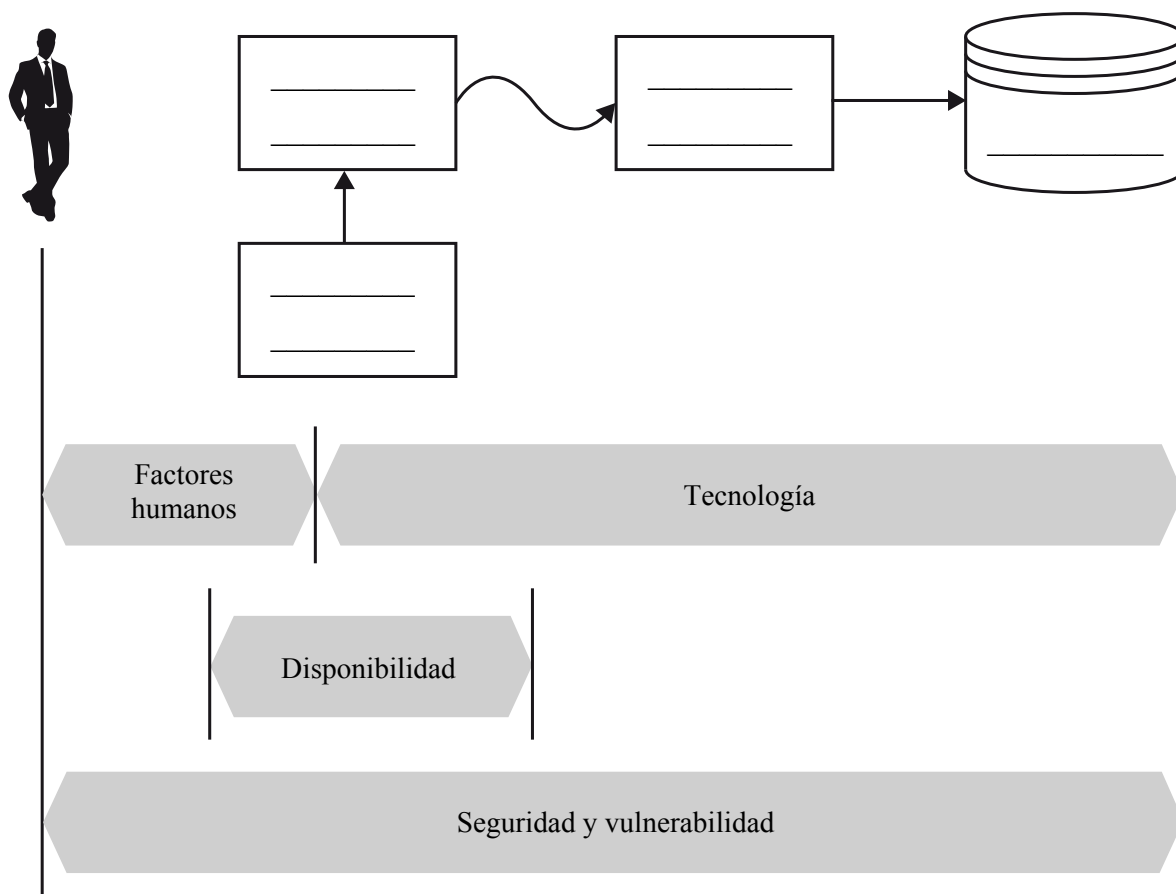 Factores
humanos
Tecnología
Disponibilidad
Seguridad y vulnerabilidad